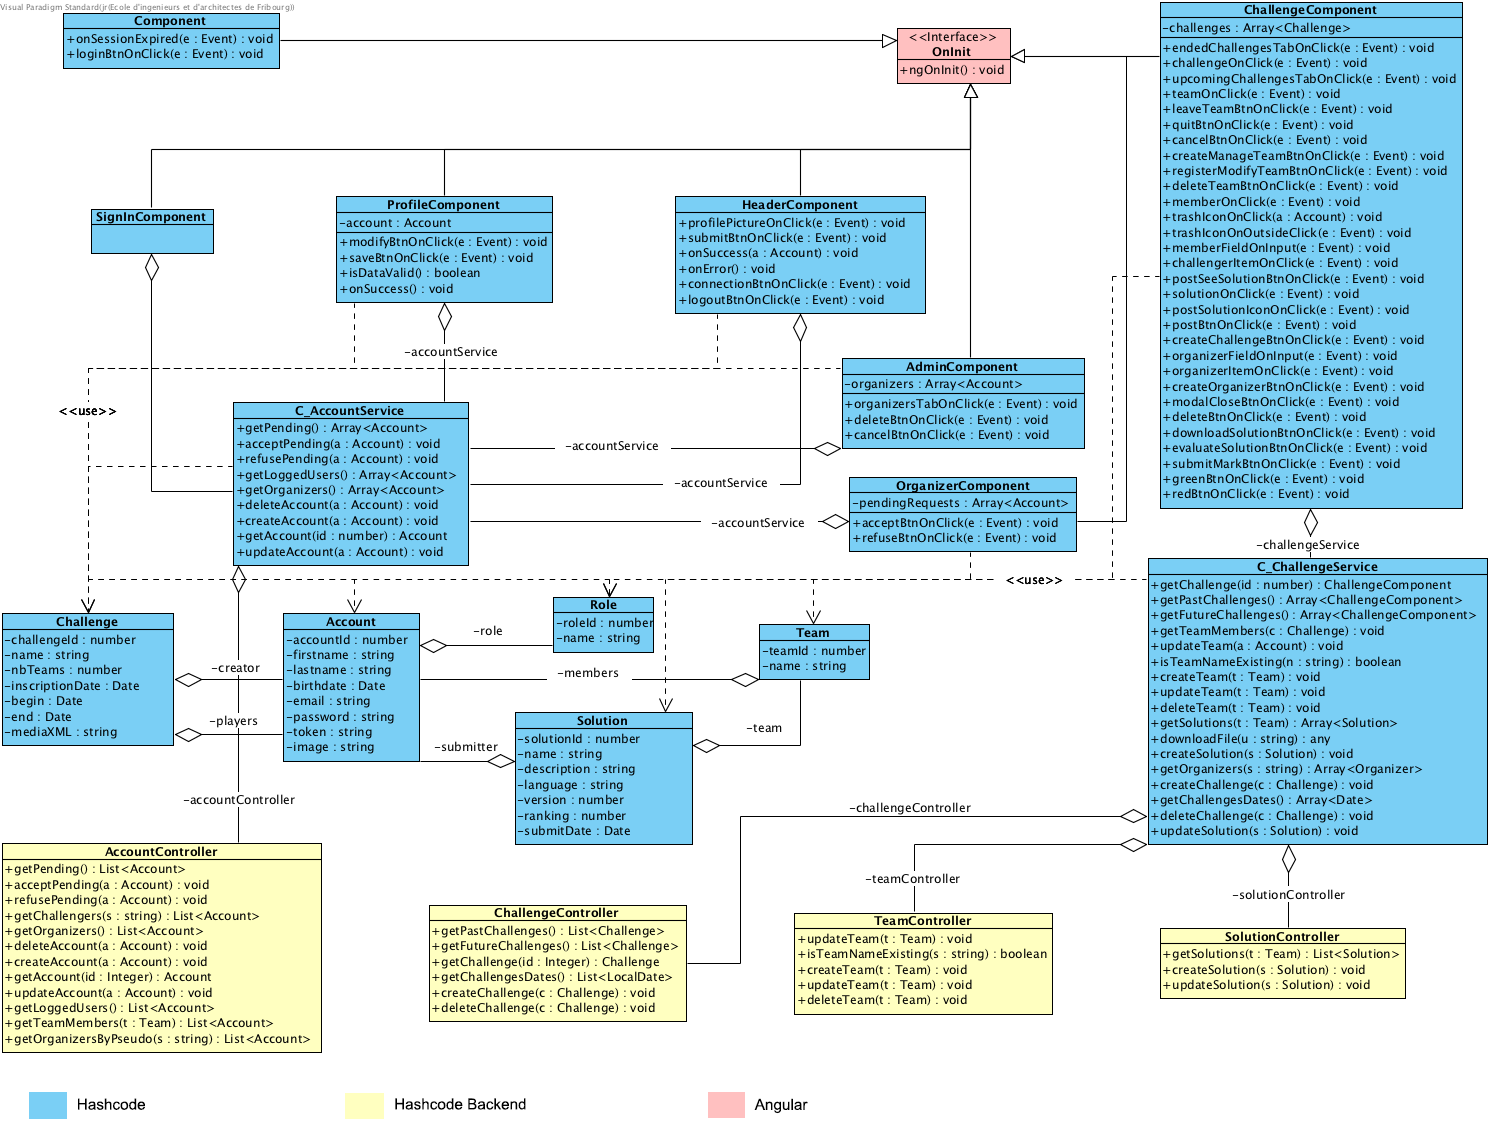 Visual Paradigm Standard(jr(Ecole d'ingenieurs et d'architectes de Fribourg))
Component
+onSessionExpired(e : Event) : void
+loginBtnOnClick(e : Event) : void
<<Interface>>
OnInit
+ngOnInit() : void
ChallengeComponent
-challenges : Array<Challenge>
+endedChallengesTabOnClick(e : Event) : void
+challengeOnClick(e : Event) : void
+upcomingChallengesTabOnClick(e : Event) : void
+teamOnClick(e : Event) : void
+leaveTeamBtnOnClick(e : Event) : void
+quitBtnOnClick(e : Event) : void
+cancelBtnOnClick(e : Event) : void
+createManageTeamBtnOnClick(e : Event) : void
+registerModifyTeamBtnOnClick(e : Event) : void
+deleteTeamBtnOnClick(e : Event) : void
+memberOnClick(e : Event) : void
+trashIconOnClick(a : Account) : void
+trashIconOnOutsideClick(e : Event) : void
+memberFieldOnInput(e : Event) : void
+challengerItemOnClick(e : Event) : void
+postSeeSolutionBtnOnClick(e : Event) : void
+solutionOnClick(e : Event) : void
+postSolutionIconOnClick(e : Event) : void
+postBtnOnClick(e : Event) : void
+createChallengeBtnOnClick(e : Event) : void
+organizerFieldOnInput(e : Event) : void
+organizerItemOnClick(e : Event) : void
+createOrganizerBtnOnClick(e : Event) : void
+modalCloseBtnOnClick(e : Event) : void
+deleteBtnOnClick(e : Event) : void
+downloadSolutionBtnOnClick(e : Event) : void
+evaluateSolutionBtnOnClick(e : Event) : void
+submitMarkBtnOnClick(e : Event) : void
+greenBtnOnClick(e : Event) : void
+redBtnOnClick(e : Event) : void
SignInComponent
ProfileComponent
-account : Account
+modifyBtnOnClick(e : Event) : void
+saveBtnOnClick(e : Event) : void
+isDataValid() : boolean
+onSuccess() : void
HeaderComponent
+profilePictureOnClick(e : Event) : void
+submitBtnOnClick(e : Event) : void
+onSuccess(a : Account) : void
+onError() : void
+connectionBtnOnClick(e : Event) : void
+logoutBtnOnClick(e : Event) : void
-accountService
AdminComponent
-organizers : Array<Account>
+organizersTabOnClick(e : Event) : void
+deleteBtnOnClick(e : Event) : void
+cancelBtnOnClick(e : Event) : void
<<use>>
C_AccountService
+getPending() : Array<Account>
+acceptPending(a : Account) : void
+refusePending(a : Account) : void
+getLoggedUsers() : Array<Account>
+getOrganizers() : Array<Account>
+deleteAccount(a : Account) : void
+createAccount(a : Account) : void
+getAccount(id : number) : Account
+updateAccount(a : Account) : void
-accountService
-accountService
-accountService
OrganizerComponent
-pendingRequests : Array<Account>
+acceptBtnOnClick(e : Event) : void
+refuseBtnOnClick(e : Event) : void
-challengeService
<<use>>
C_ChallengeService
+getChallenge(id : number) : ChallengeComponent
+getPastChallenges() : Array<ChallengeComponent>
+getFutureChallenges() : Array<ChallengeComponent>
+getTeamMembers(c : Challenge) : void
+updateTeam(a : Account) : void
+isTeamNameExisting(n : string) : boolean
+createTeam(t : Team) : void
+updateTeam(t : Team) : void
+deleteTeam(t : Team) : void
+getSolutions(t : Team) : Array<Solution>
+downloadFile(u : string) : any
+createSolution(s : Solution) : void
+getOrganizers(s : string) : Array<Organizer>
+createChallenge(c : Challenge) : void
+getChallengesDates() : Array<Date>
+deleteChallenge(c : Challenge) : void
+updateSolution(s : Solution) : void
Challenge
-challengeId : number
-name : string
-nbTeams : number
-inscriptionDate : Date
-begin : Date
-end : Date
-mediaXML : string
-creator
-players
Account
-accountId : number
-firstname : string
-lastname : string
-birthdate : Date
-email : string
-password : string
-token : string
-image : string
-role
Role
-roleId : number
-name : string
-members
Team
-teamId : number
-name : string
-submitter
Solution
-solutionId : number
-name : string
-description : string
-language : string
-version : number
-ranking : number
-submitDate : Date
-team
-accountController
-challengeController
-teamController
-solutionController
AccountController
+getPending() : List<Account>
+acceptPending(a : Account) : void
+refusePending(a : Account) : void
+getChallengers(s : string) : List<Account>
+getOrganizers() : List<Account>
+deleteAccount(a : Account) : void
+createAccount(a : Account) : void
+getAccount(id : Integer) : Account
+updateAccount(a : Account) : void
+getLoggedUsers() : List<Account>
+getTeamMembers(t : Team) : List<Account>
+getOrganizersByPseudo(s : string) : List<Account>
ChallengeController
+getPastChallenges() : List<Challenge>
+getFutureChallenges() : List<Challenge>
+getChallenge(id : Integer) : Challenge
+getChallengesDates() : List<LocalDate>
+createChallenge(c : Challenge) : void
+deleteChallenge(c : Challenge) : void
TeamController
+updateTeam(t : Team) : void
+isTeamNameExisting(s : string) : boolean
+createTeam(t : Team) : void
+updateTeam(t : Team) : void
+deleteTeam(t : Team) : void
SolutionController
+getSolutions(t : Team) : List<Solution>
+createSolution(s : Solution) : void
+updateSolution(s : Solution) : void
Hashcode
Hashcode Backend
Angular